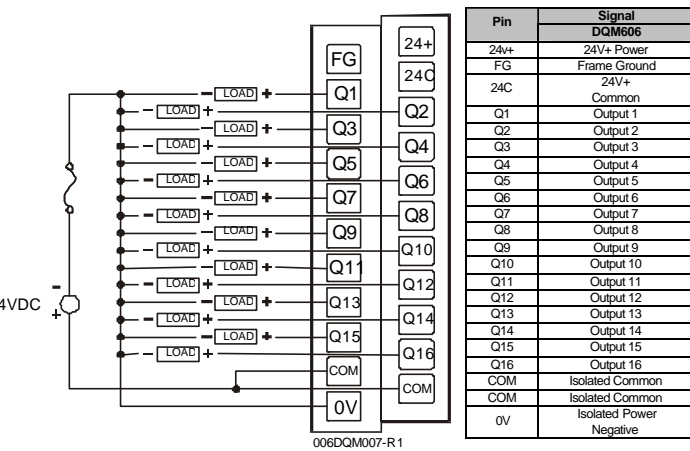 24+
FG
24C
− LOAD + Q1
− LOAD + Q2
− LOAD + Q3
− LOAD + Q4
− LOAD + Q5
− LOAD + Q6
− LOAD + Q7
− LOAD + Q8
− LOAD + Q9
− LOAD + Q10
− LOAD + Q11
− LOAD + Q12
− LOAD + Q13
− LOAD + Q14
− LOAD + Q15
− LOAD + Q16
COM
COM
0V
-
4VDC
+
006DQM007-R1
Pin Signal
DQM606
24v+ 24V+ Power
FG Frame Ground
24C 24V+
Common
Q1 Output 1
Q2 Output 2
Q3 Output 3
Q4 Output 4
Q5 Output 5
Q6 Output 6
Q7 Output 7
Q8 Output 8
Q9 Output 9
Q10 Output 10
Q11 Output 11
Q12 Output 12
Q13 Output 13
Q14 Output 14
Q15 Output 15
Q16 Output 16
COM Isolated Common
COM Isolated Common
0V Isolated Power
Negative